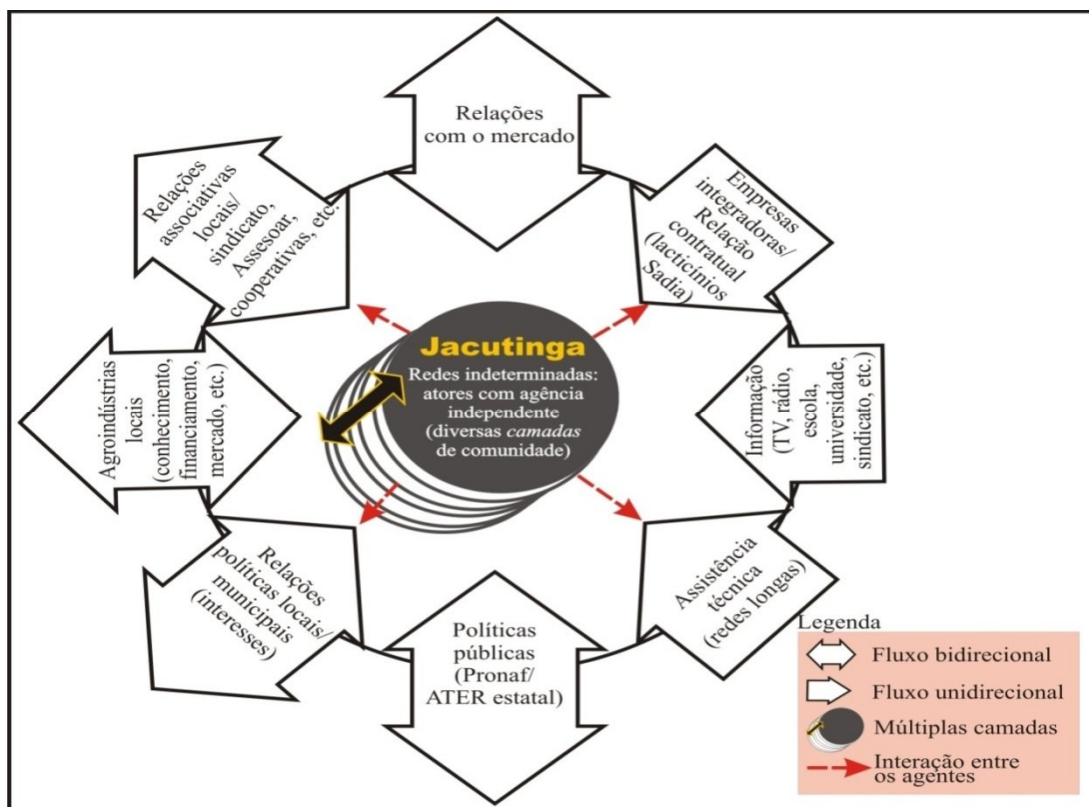 Relações
com o mercado
Relações
associativas
locais/
sindicato,
Assesoar,
cooperativas, etc.
Empresas
integradoras/
Relação
contratual
(lacticínios
Sadia)
Jacutinga
Redes indeterminadas:
atores com agência
independente
(diversas camadas
de comunidade)
Agroindústrias
locais
(conhecimento,
financiamento,
mercado, etc.)
Informação
(TV, rádio,
escola,
universidade,
sindicato, etc.)
Relações
políticas locais/
municipais
(interesses)
Políticas
públicas
(Pronaf/
ATER estatal)
Assistência
técnica
(redes longas)
Legenda
Fluxo bidirecional
Fluxo unidirecional
Múltiplas camadas
Interação entre
os agentes